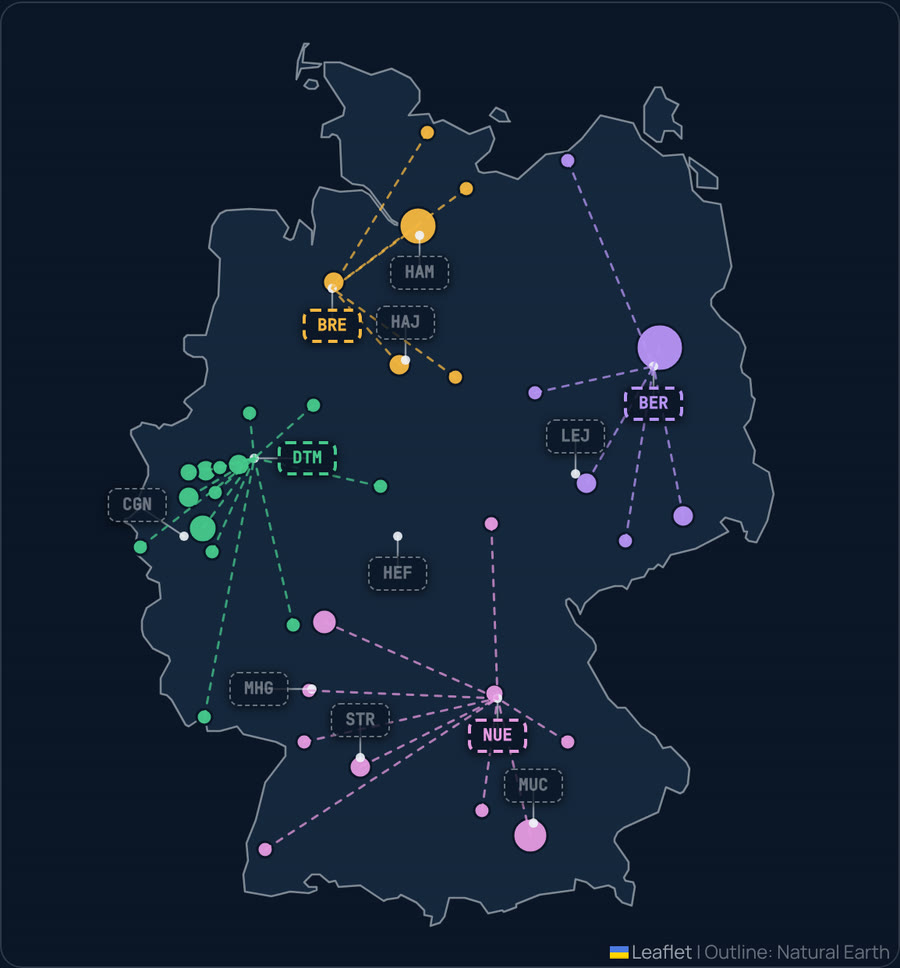 HAM
HAJ
BRE
BER
LEJ
DTM
CGN
HEF
MHG
STR
NUE
MUC
Leaflet | Outline: Natural Earth